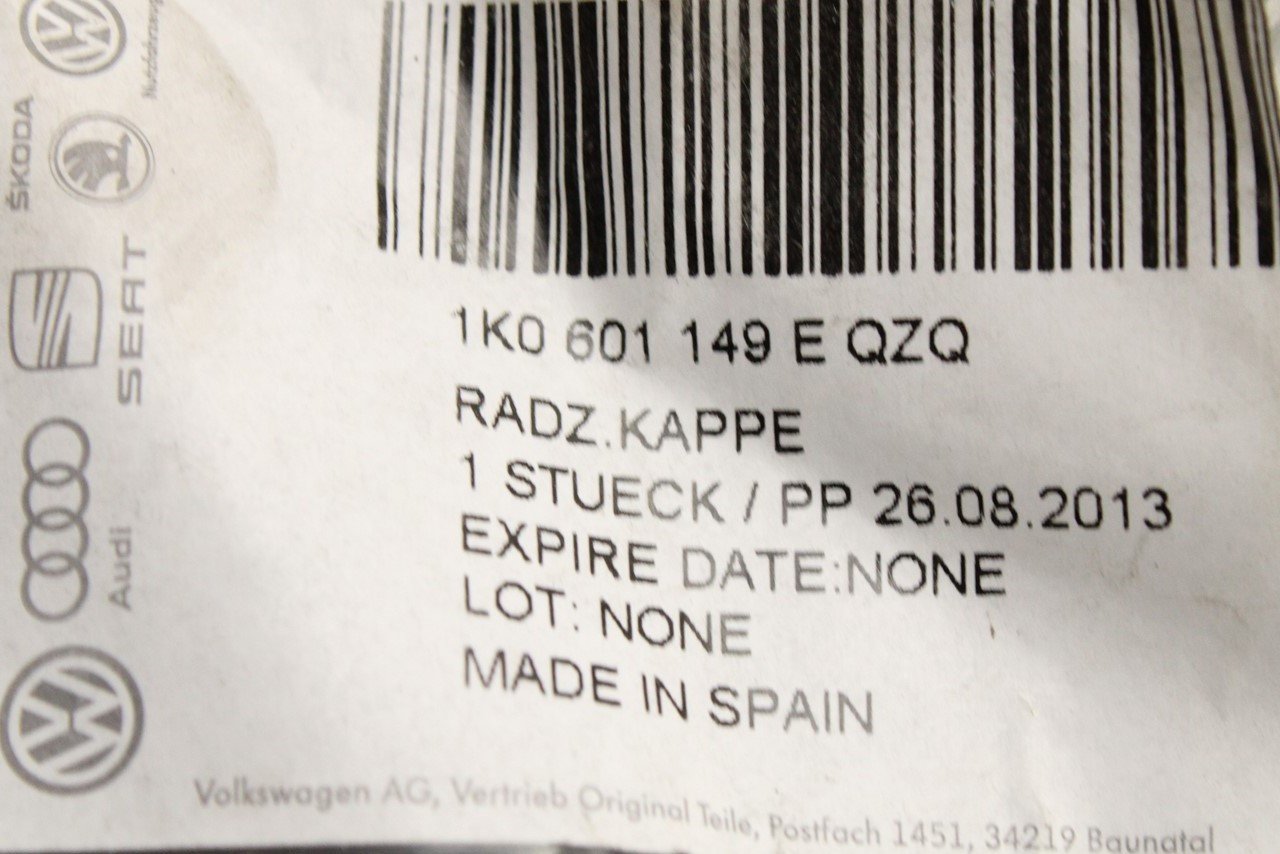 1K0 601 149 E QZQ
RADZ.KAPPE
1 STUECK / PP 26.08.2013
EXPIRE DATE:NONE
LOT: NONE
MADE IN SPAIN
Volkswagen AG, Vertrieb Original Teile, Postfach 1451, 34219 Baunatal
ŠKODA
SEAT
Audi